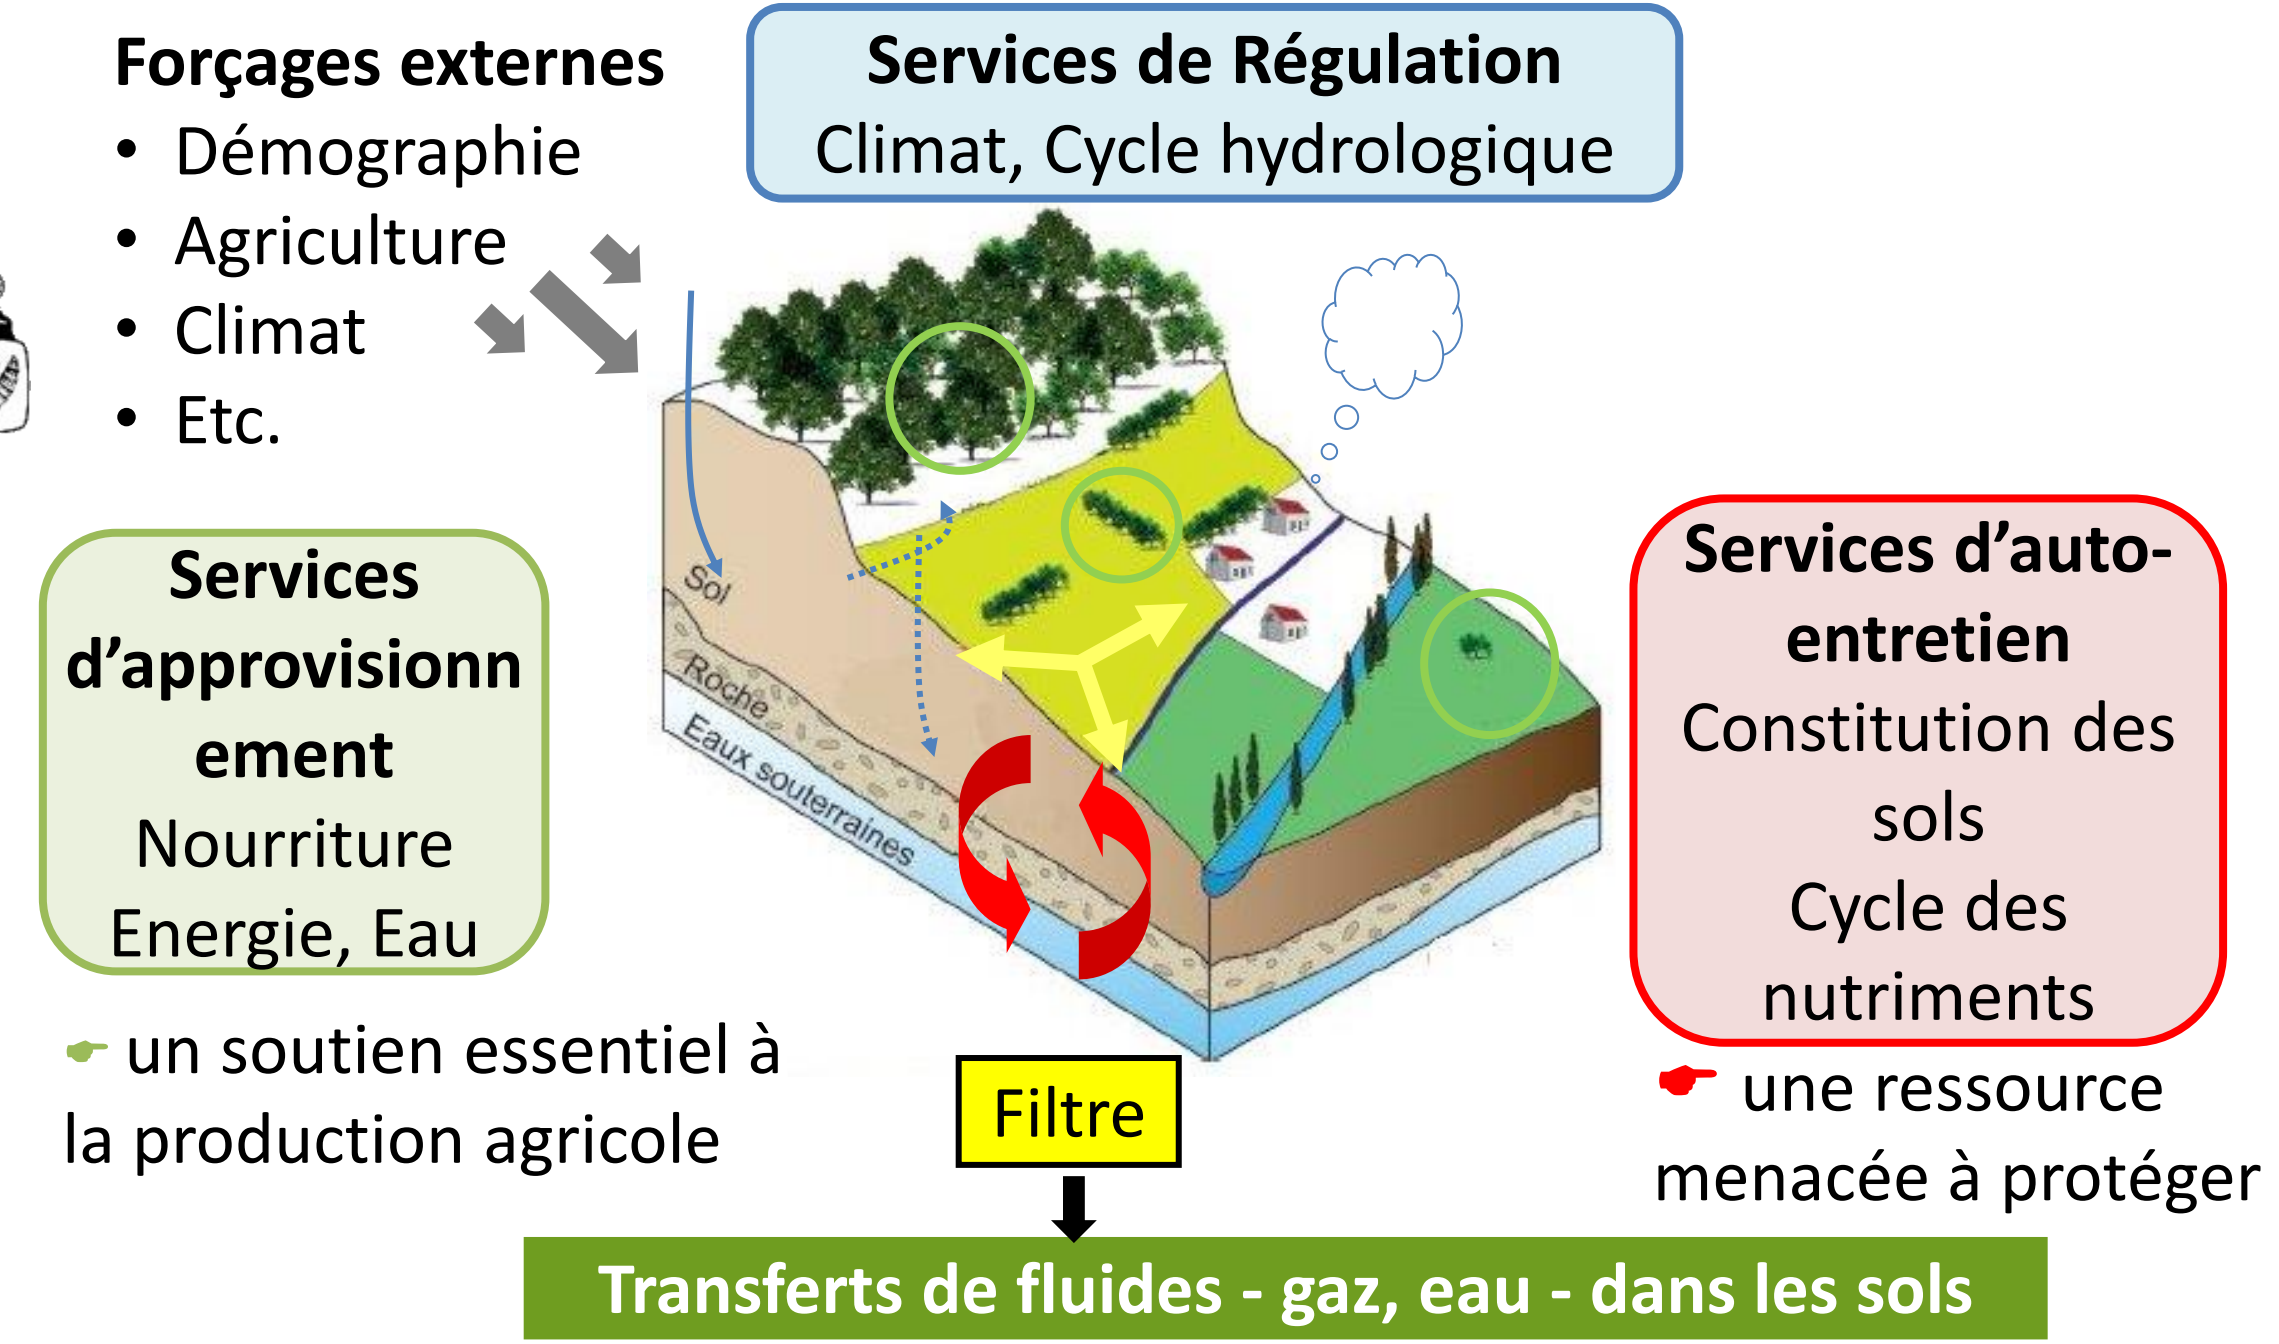 Forçages externes
• Démographie
• Agriculture
• Climat
• Etc.
Services de Régulation
Climat, Cycle hydrologique
Services
d’approvisionn
ement
Nourriture
Energie, Eau
☛ un soutien essentiel à
la production agricole
Sol
Roche
Eaux souterraines
Services d’auto-
entretien
Constitution des
sols
Cycle des
nutriments
☛ une ressource
menacée à protéger
Filtre
Transferts de fluides - gaz, eau - dans les sols